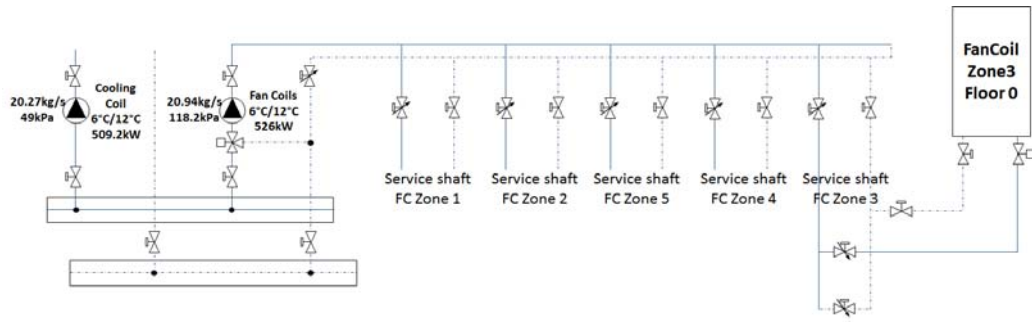 20.27kg/s
49kPa
Cooling
Coil
6°C/12°C
509.2kW
20.94kg/s
118.2kPa
Fan Coils
6°C/12°C
526kW
Service shaft
FC Zone 1
Service shaft
FC Zone 2
Service shaft
FC Zone 5
Service shaft
FC Zone 4
Service shaft
FC Zone 3
FanCoil
Zone3
Floor 0